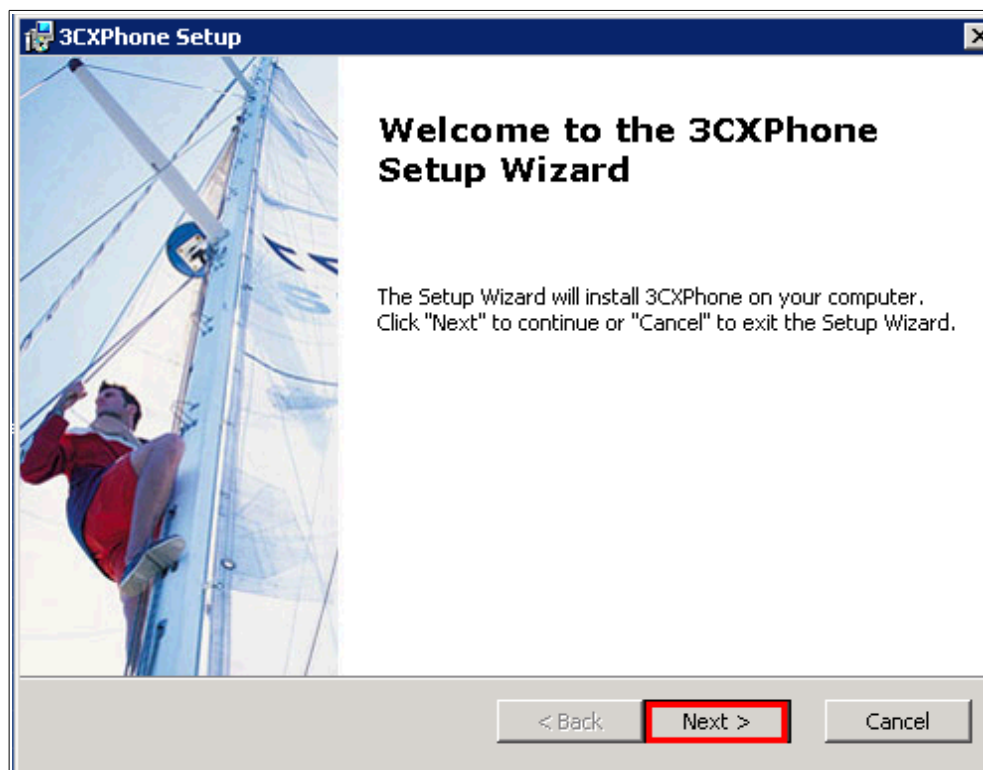 3CXPhone Setup
Welcome to the 3CXPhone
Setup Wizard
The Setup Wizard will install 3CXPhone on your computer.
Click "Next" to continue or "Cancel" to exit the Setup Wizard.
< Back
Next >
Cancel